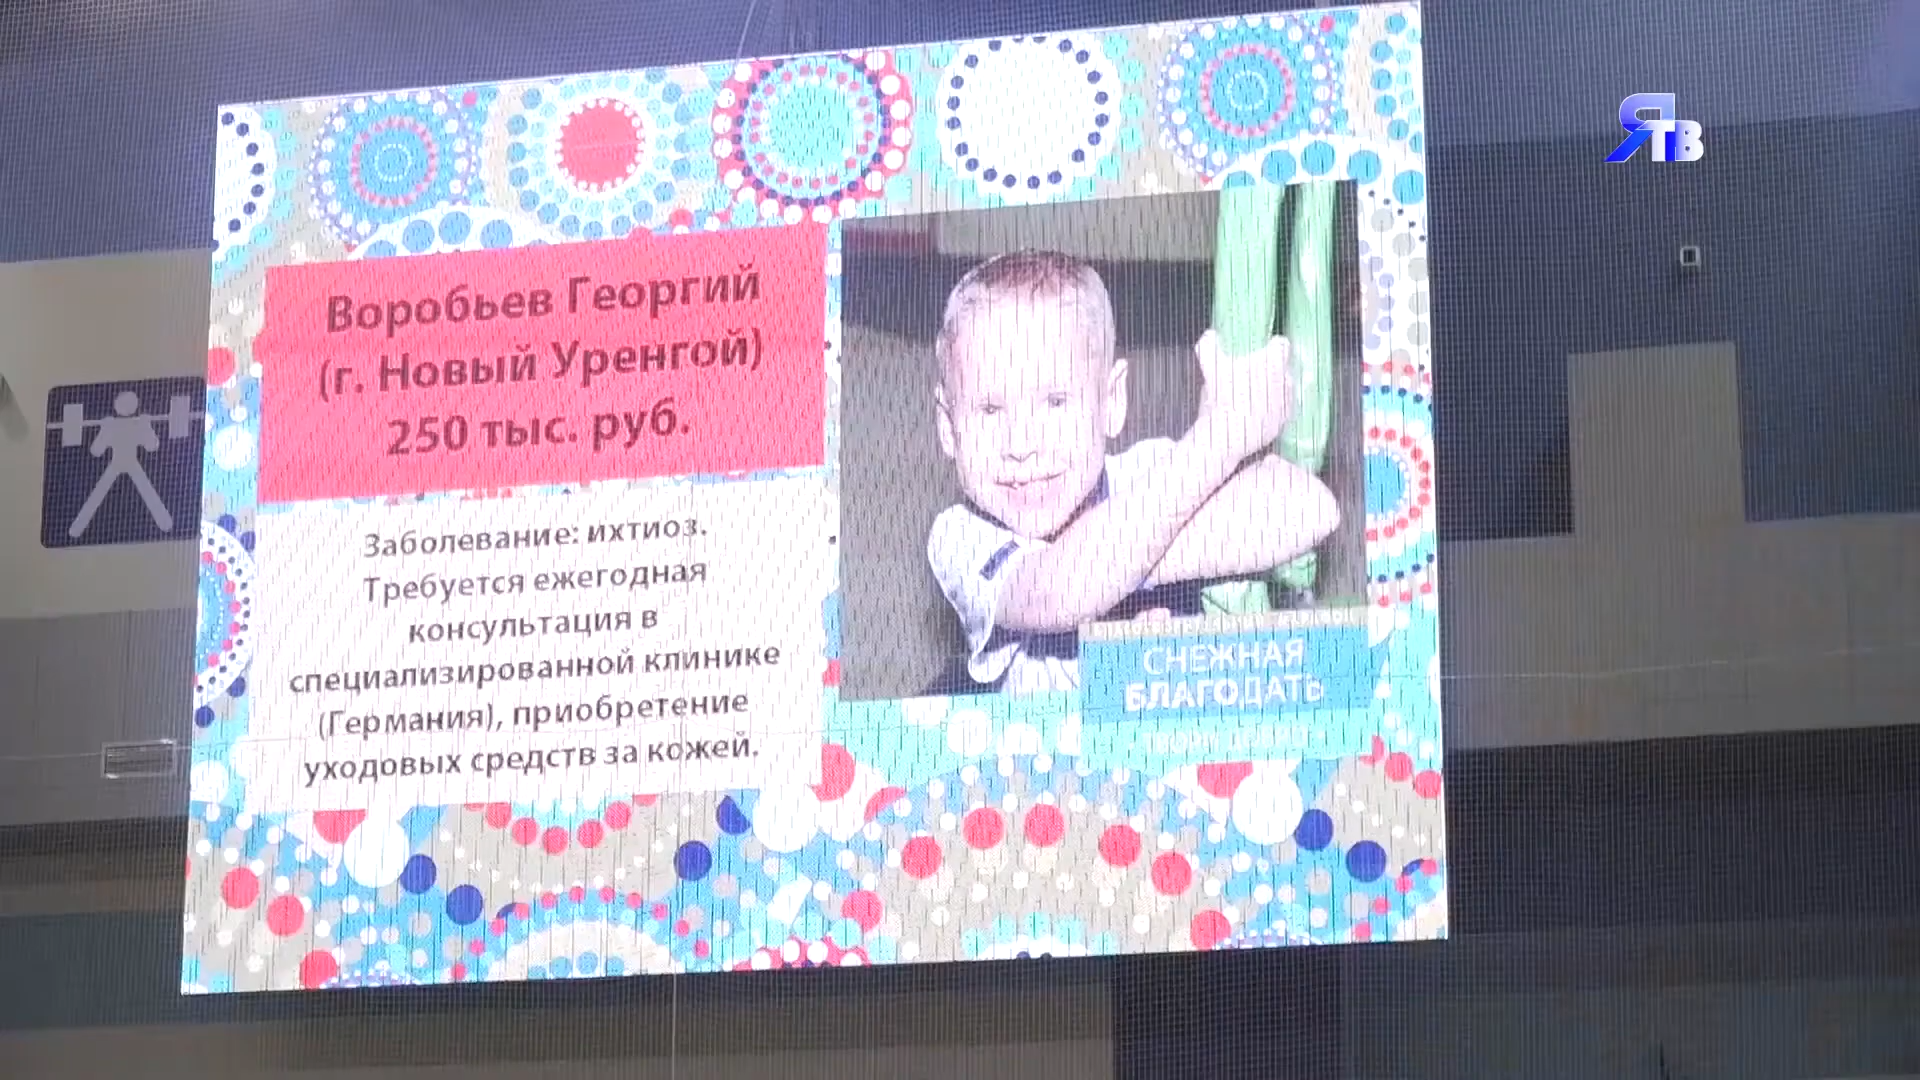 ЯТВ
Воробьев Георгий
(г. Новый Уренгой)
250 тыс. руб.
Заболевание: ихтиоз.
Требуется ежегодная
консультация в
специализированной клинике
(Германия), приобретение
уходовых средств за кожей.
СНЕЖНАЯ
БЛАГОДАТЬ